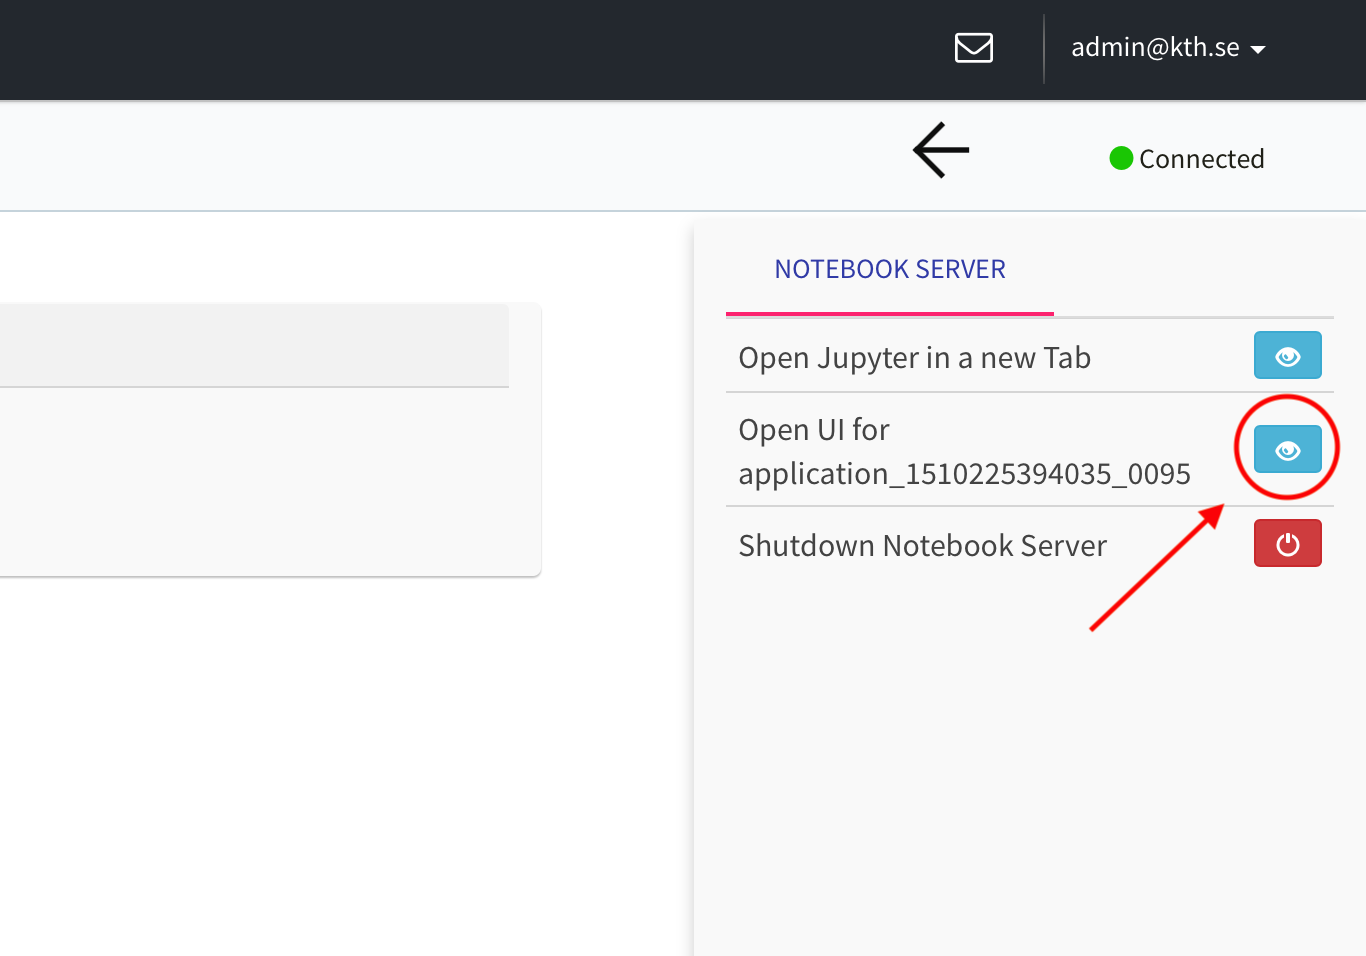 admin@kth.se
Connected
NOTEBOOK SERVER
Open Jupyter in a new Tab
Open UI for
application_1510225394035_0095
Shutdown Notebook Server